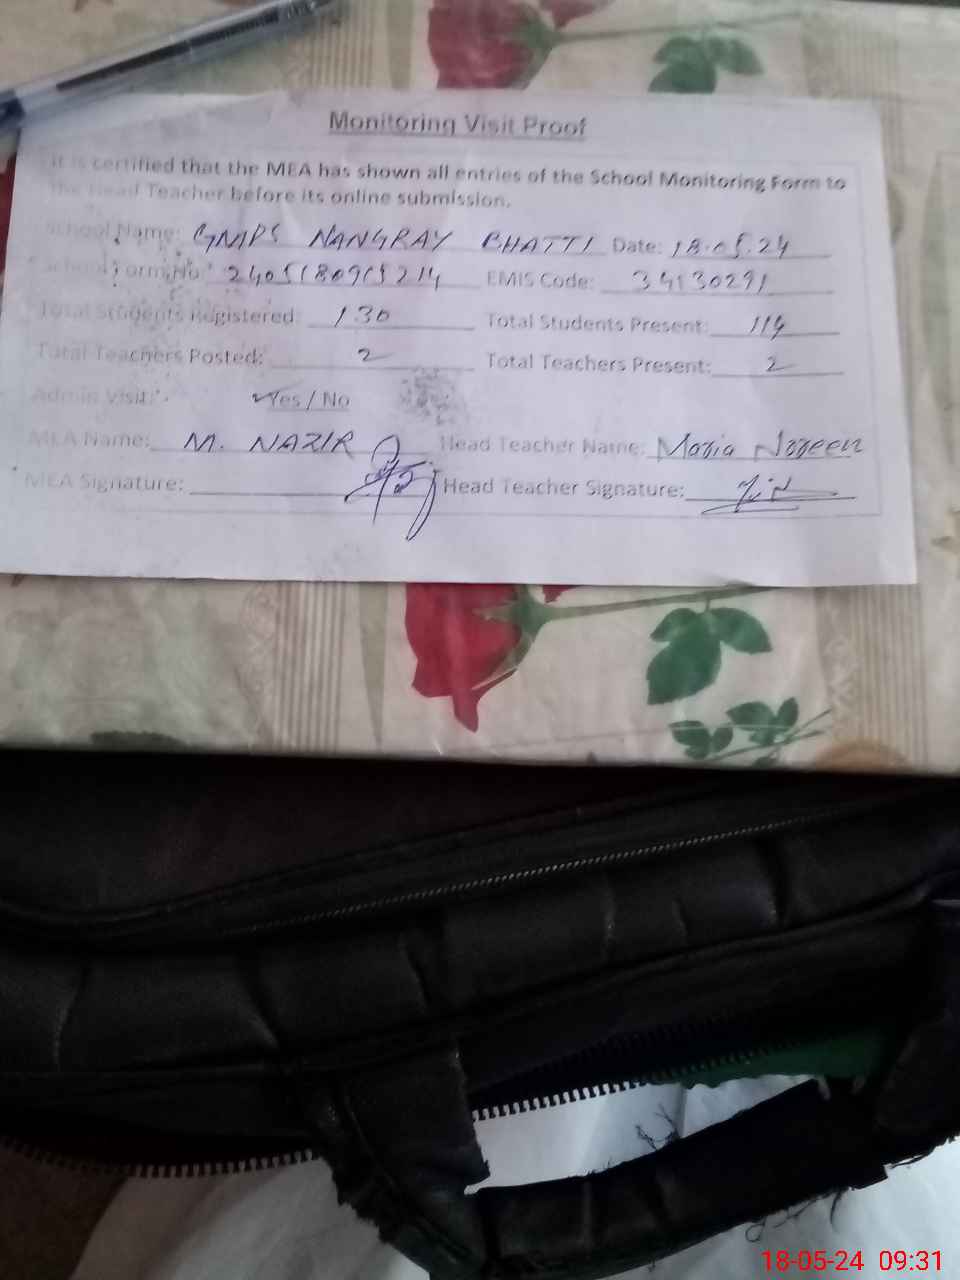 Monitoring Visit Proof
It is certified that the MEA has shown all entries of the School Monitoring Form to
the Head Teacher before its online submission.
School Name: GMPS NANGRAY BHATTI Date: 18.05.24
School Form No: 2405180915214 EMIS Code: 34130291
Total Students Registered: 130 Total Students Present: 114
Total Teachers Posted: 2 Total Teachers Present: 2
Admin Visit: Yes / No
MEA Name: M. NAZIR Head Teacher Name: Maria Noreen
MEA Signature: Head Teacher Signature:
18-05-24 09:31